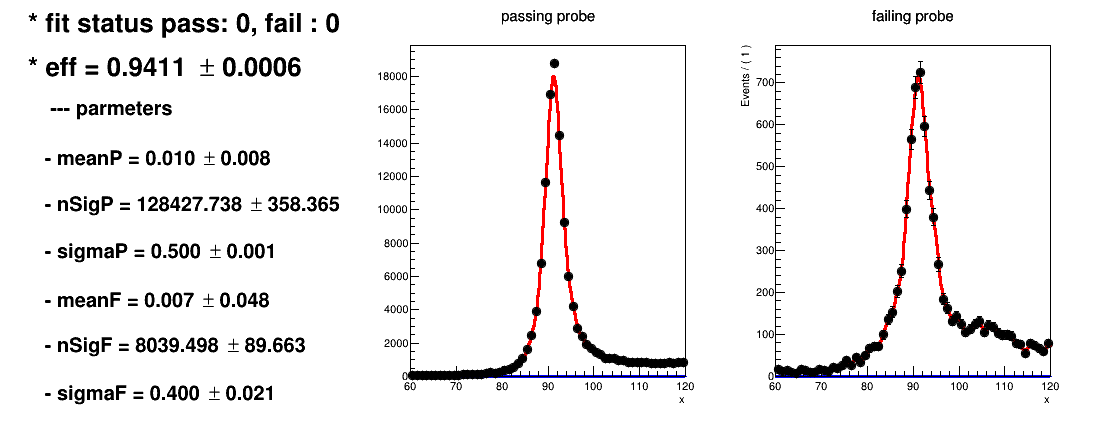 * fit status pass: 0, fail : 0
* eff = 0.9411 ± 0.0006
--- parmeters
- meanP = 0.010 ± 0.008
- nSigP = 128427.738 ± 358.365
- sigmaP = 0.500 ± 0.001
- meanF = 0.007 ± 0.048
- nSigF = 8039.498 ± 89.663
- sigmaF = 0.400 ± 0.021
passing probe
18000
16000
14000
12000
10000
8000
6000
4000
2000
0
60 70 80 90 100 110 120
x
failing probe
Events / ( 1 )
700
600
500
400
300
200
100
0
60 70 80 90 100 110 120
x